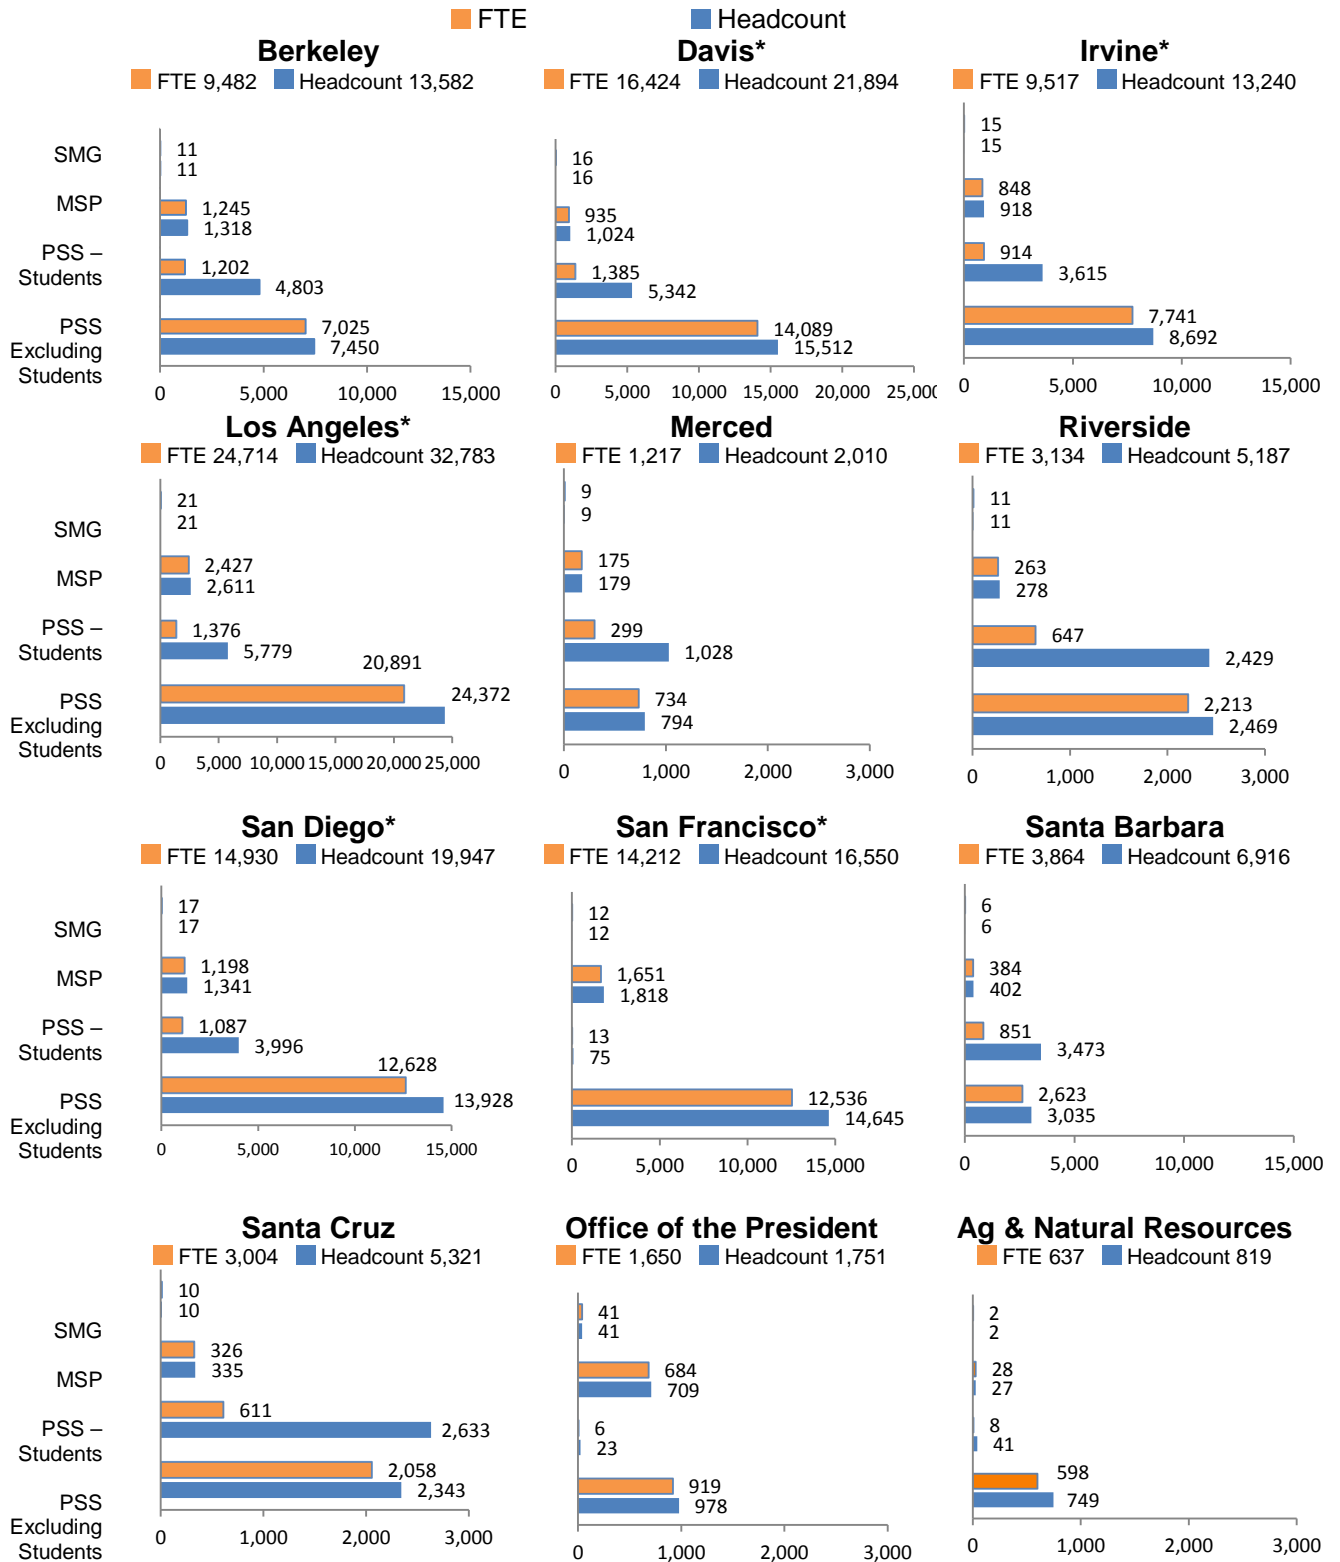 FTE Headcount
Berkeley
FTE 9,482 Headcount 13,582
SMG
MSP
PSS –
Students
PSS
Excluding
Students
11
11
1,245
1,318
1,202
4,803
7,025
7,450
0 5,000 10,000 15,000
Davis*
FTE 16,424 Headcount 21,894
16
16
935
1,024
1,385
5,342
14,089
15,512
0 5,000 10,000 15,000 20,000 25,000
Irvine*
FTE 9,517 Headcount 13,240
15
15
848
918
914
3,615
7,741
8,692
0 5,000 10,000 15,000
Los Angeles*
FTE 24,714 Headcount 32,783
SMG
MSP
PSS –
Students
PSS
Excluding
Students
21
21
2,427
2,611
1,376
5,779
20,891
24,372
0 5,000 10,000 15,000 20,000 25,000
Merced
FTE 1,217 Headcount 2,010
9
9
175
179
299
1,028
734
794
0 1,000 2,000 3,000
Riverside
FTE 3,134 Headcount 5,187
11
11
263
278
647
2,429
2,213
2,469
0 1,000 2,000 3,000
San Diego*
FTE 14,930 Headcount 19,947
SMG
MSP
PSS –
Students
PSS
Excluding
Students
17
17
1,198
1,341
1,087
3,996
12,628
13,928
0 5,000 10,000 15,000
San Francisco*
FTE 14,212 Headcount 16,550
12
12
1,651
1,818
13
75
12,536
14,645
0 5,000 10,000 15,000
Santa Barbara
FTE 3,864 Headcount 6,916
6
6
384
402
851
3,473
2,623
3,035
0 5,000 10,000 15,000
Santa Cruz
FTE 3,004 Headcount 5,321
SMG
MSP
PSS –
Students
PSS
Excluding
Students
10
10
326
335
611
2,633
2,058
2,343
0 1,000 2,000 3,000
Office of the President
FTE 1,650 Headcount 1,751
41
41
684
709
6
23
919
978
0 1,000 2,000 3,000
Ag & Natural Resources
FTE 637 Headcount 819
2
2
28
27
8
41
598
749
0 1,000 2,000 3,000